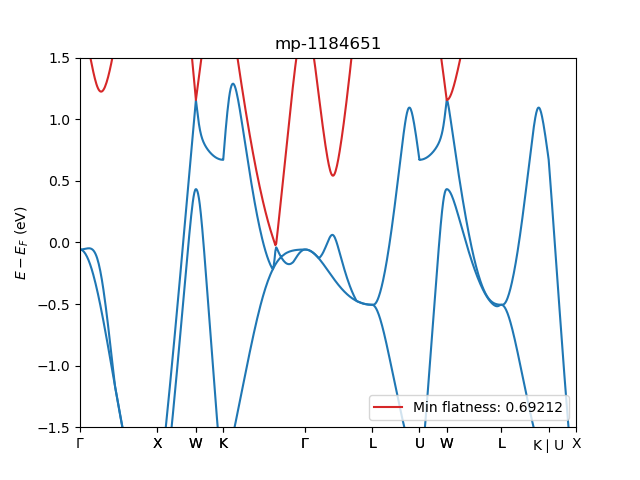 mp-1184651
1.5
1.0
0.5
0.0
−0.5
−1.0
−1.5
E − E_F (eV)
Min flatness: 0.69212
Γ X W K Γ L U W L K | U X